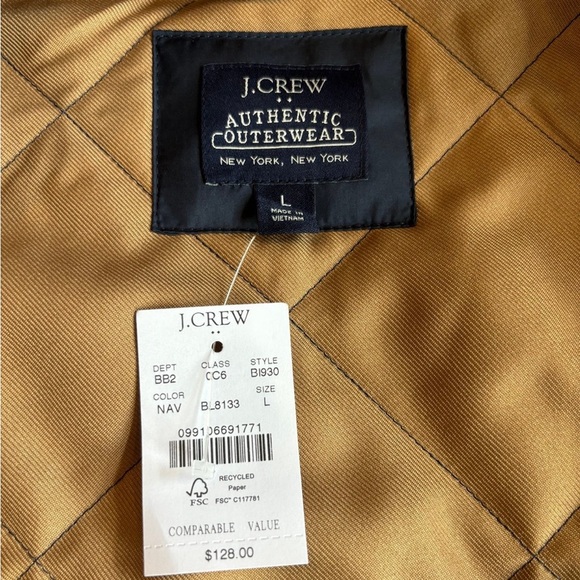 J.CREW
AUTHENTIC
OUTERWEAR
NEW YORK, NEW YORK
L
MADE IN
VIETNAM
J.CREW
DEPT CLASS STYLE
BB2 CC6 BI930
COLOR SIZE
NAV BL8133 L
099106691771
RECYCLED
Paper
FSC FSC® C117781
COMPARABLE VALUE
$128.00